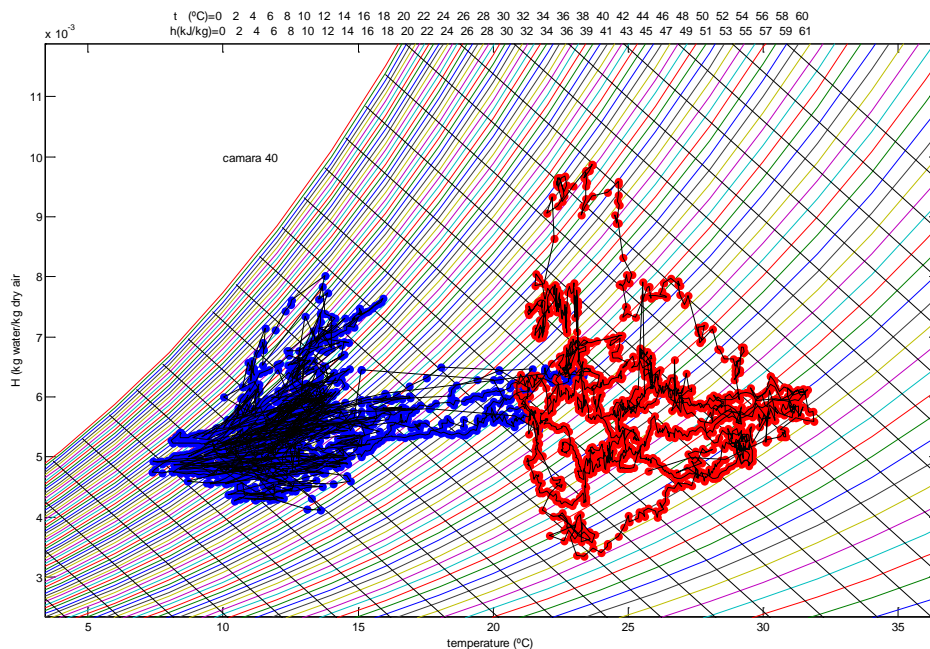 t (ºC)=0 2 4 6 8 10 12 14 16 18 20 22 24 26 28 30 32 34 36 38 40 42 44 46 48 50 52 54 56 58 60
h(kJ/kg)=0 2 4 6 8 10 12 14 16 18 20 22 24 26 28 30 32 34 36 39 41 43 45 47 49 51 53 55 57 59 61
x 10⁻³
11
camara 40
10
9
8
7
6
5
4
3
H (kg water/kg dry air
5 10 15 20 25 30 35
temperature (ºC)